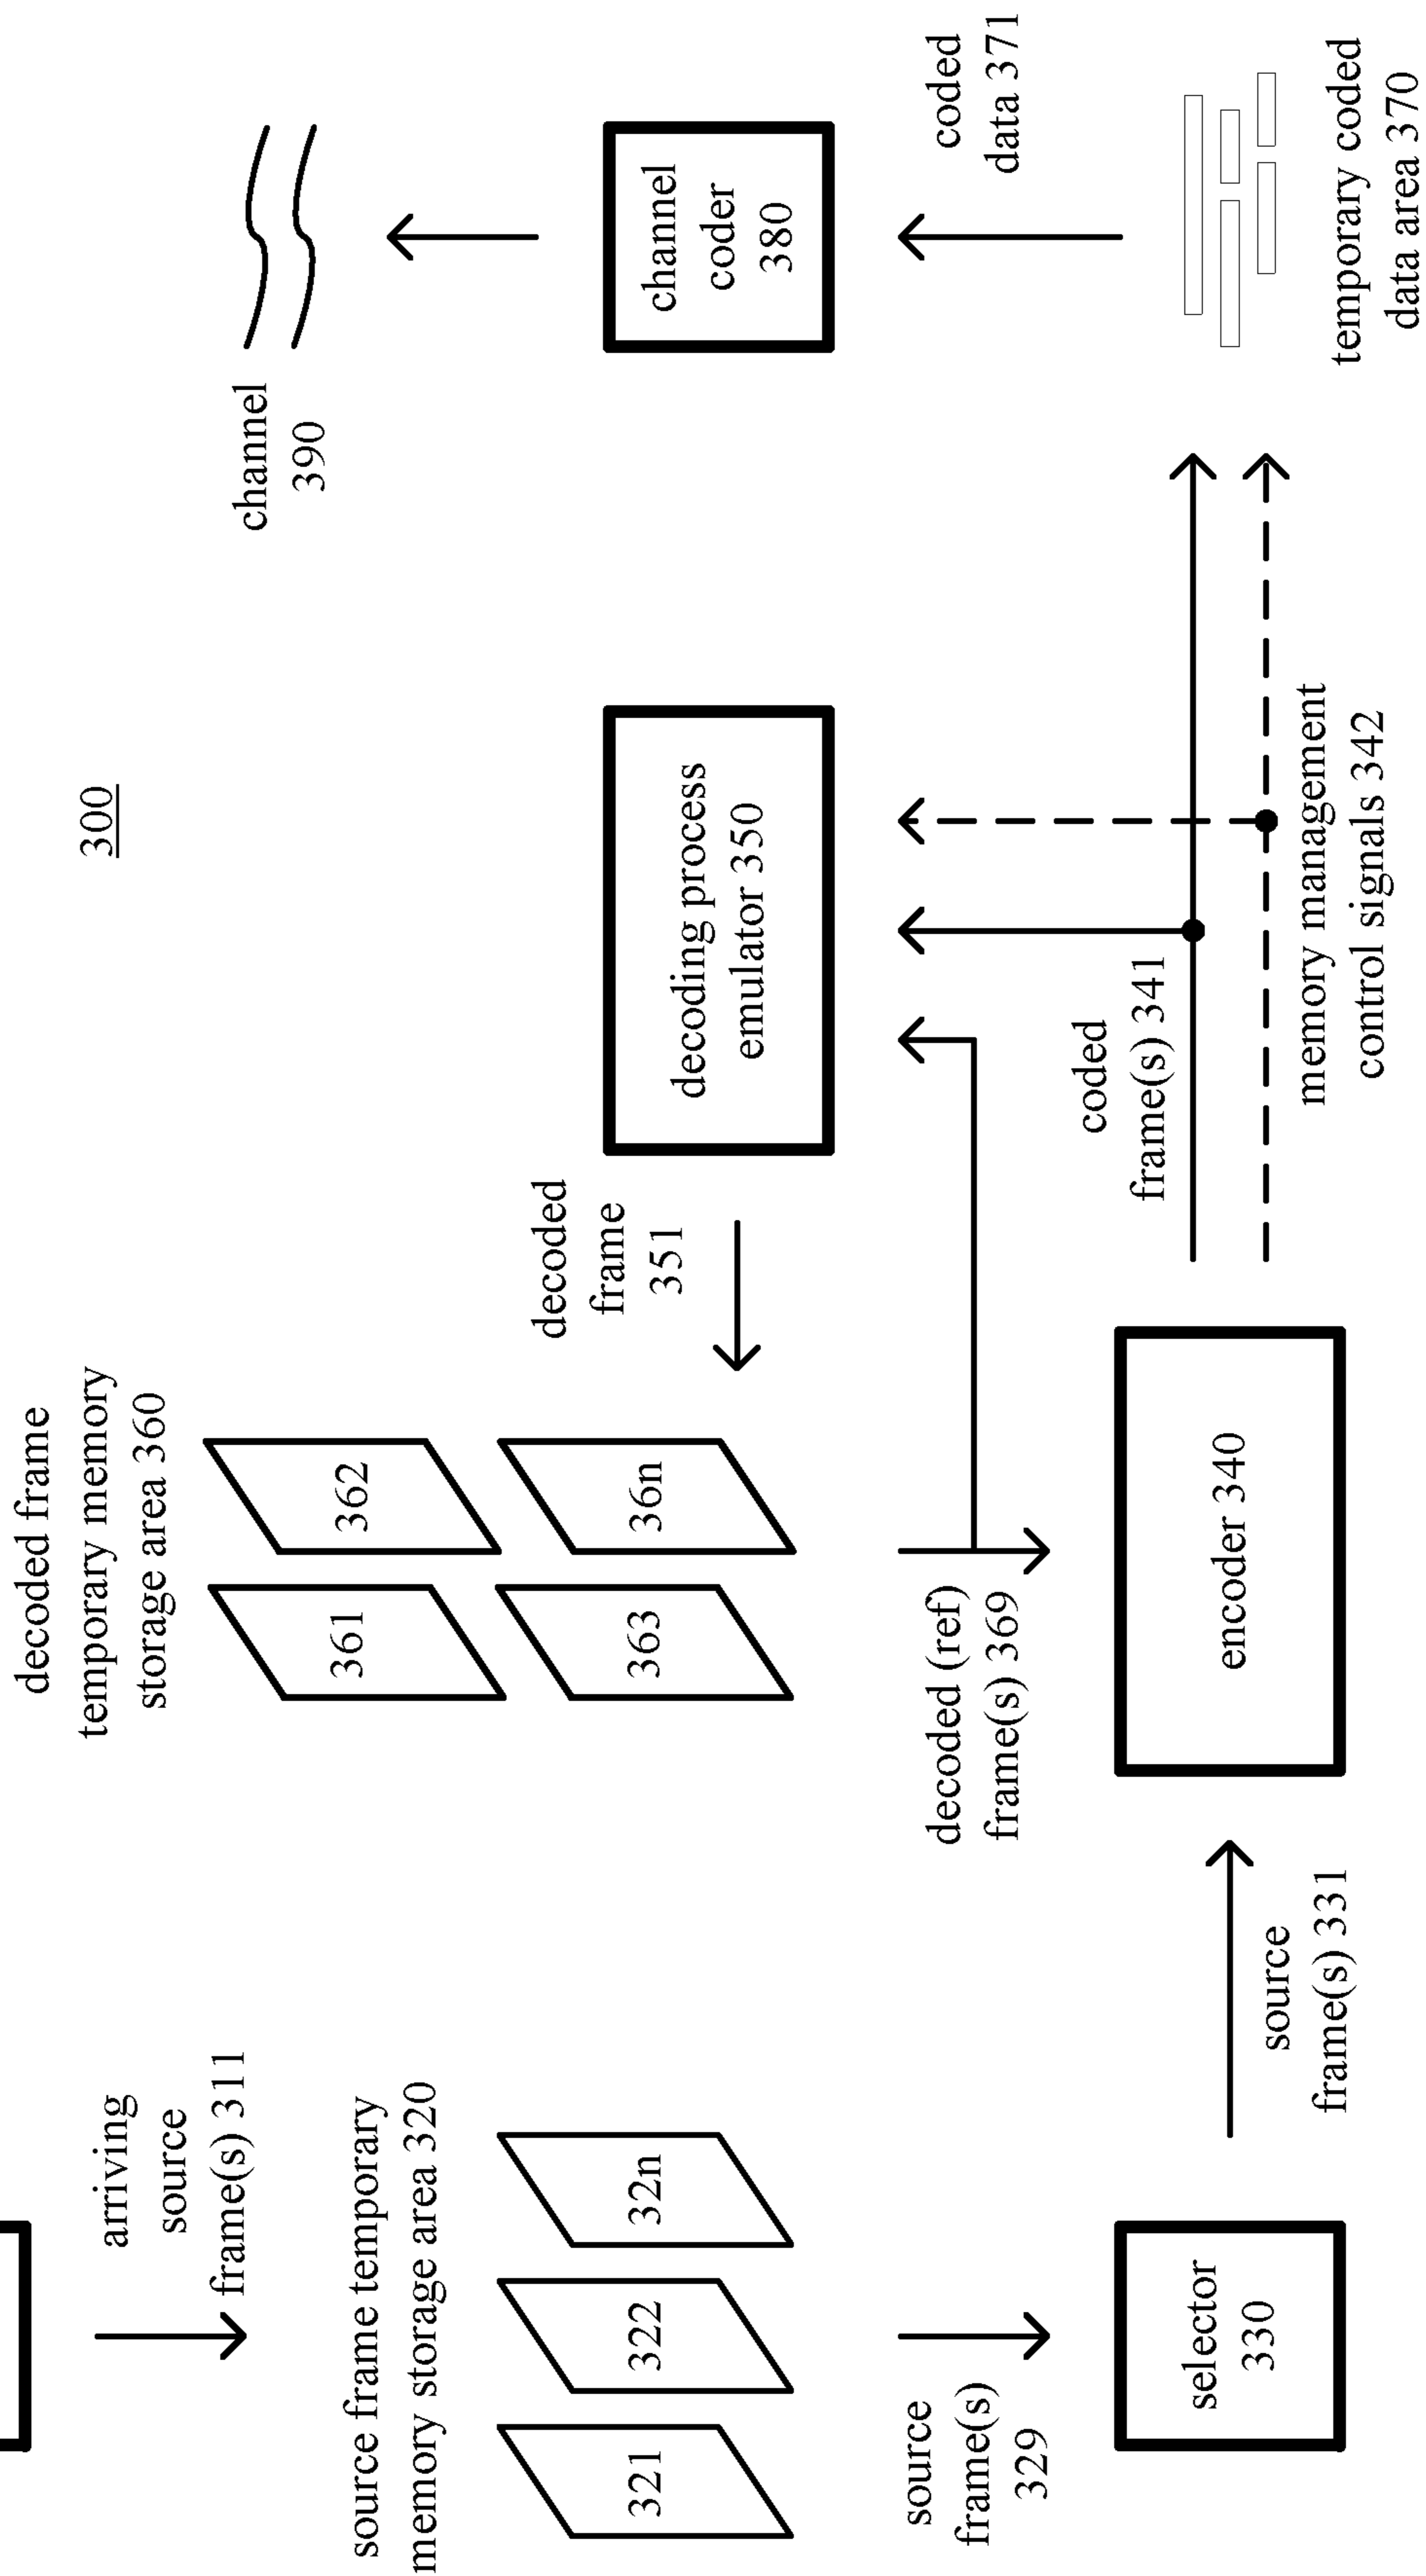 300
arriving
source
frame(s) 311
source frame temporary
memory storage area 320
321
322
32n
source
frame(s)
329
selector
330
source
frame(s) 331
decoded frame
temporary memory
storage area 360
361
362
363
36n
decoded (ref)
frame(s) 369
encoder 340
decoded
frame
351
decoding process
emulator 350
coded
frame(s) 341
memory management
control signals 342
channel
390
channel
coder
380
coded
data 371
temporary coded
data area 370